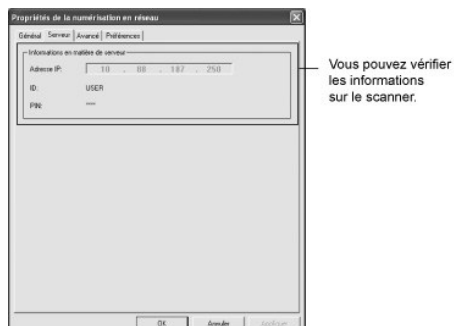 Propriétés de la numérisation en réseau
Général Serveur Avancé Préférences
Informations en matière de serveur
Adresse IP: 10 . 88 . 187 . 250
ID: USER
PIN: ****
Vous pouvez vérifier
les informations
sur le scanner.
OK Annuler Appliquer